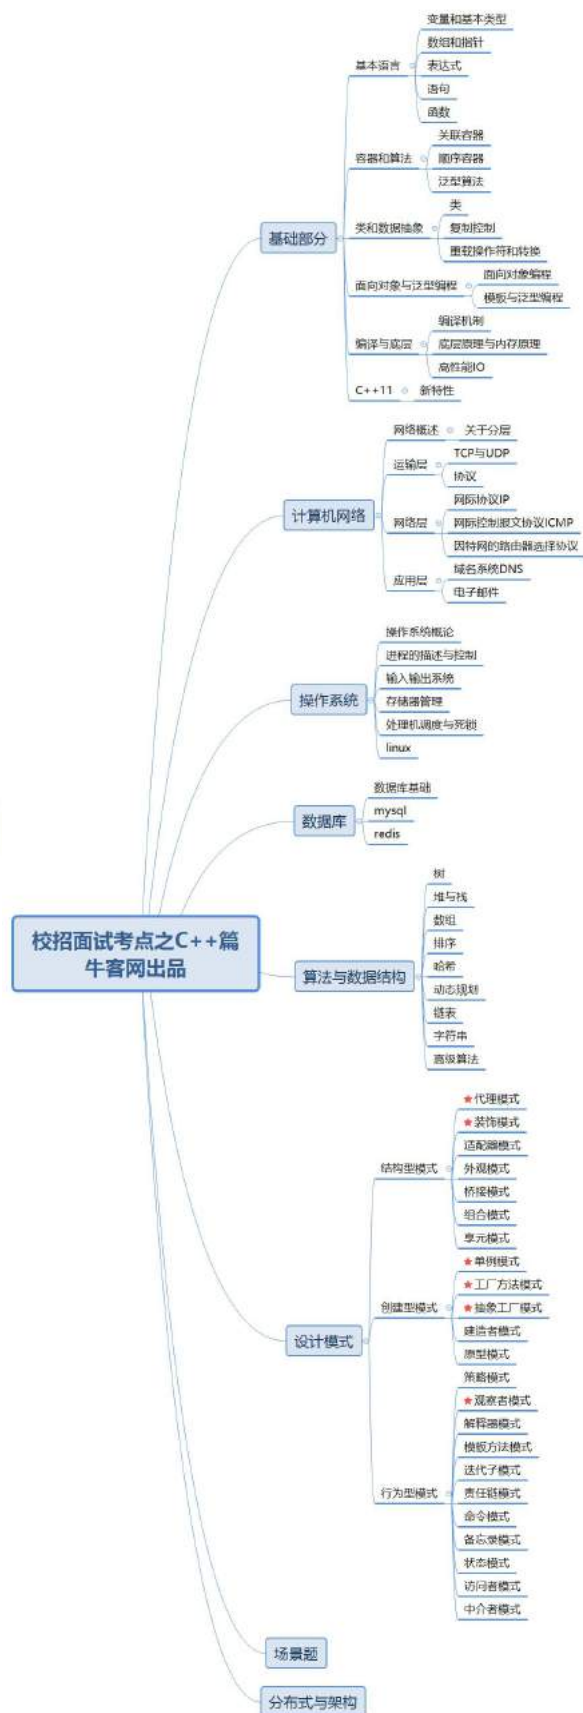 校招面试考点之C++篇
牛客网出品
基础部分
基本语言
变量和基本类型
数组和指针
表达式
语句
函数
容器和算法
关联容器
顺序容器
泛型算法
类和数据抽象
类
复制控制
重载操作符和转换
面向对象与泛型编程
面向对象编程
模板与泛型编程
编译与底层
编译机制
底层原理与内存原理
高性能IO
C++11
新特性
计算机网络
网络概述
关于分层
运输层
TCP与UDP
协议
网络层
网际协议IP
网际控制报文协议ICMP
因特网的路由器选择协议
应用层
域名系统DNS
电子邮件
操作系统
操作系统概论
进程的描述与控制
输入输出系统
存储器管理
处理机调度与死锁
linux
数据库
数据库基础
mysql
redis
算法与数据结构
树
堆与栈
数组
排序
哈希
动态规划
链表
字符串
高级算法
设计模式
结构型模式
代理模式
装饰模式
适配器模式
外观模式
桥接模式
组合模式
享元模式
创建型模式
单例模式
工厂方法模式
抽象工厂模式
建造者模式
原型模式
行为型模式
策略模式
观察者模式
解释器模式
模板方法模式
迭代子模式
责任链模式
命令模式
备忘录模式
状态模式
访问者模式
中介者模式
场景题
分布式与架构